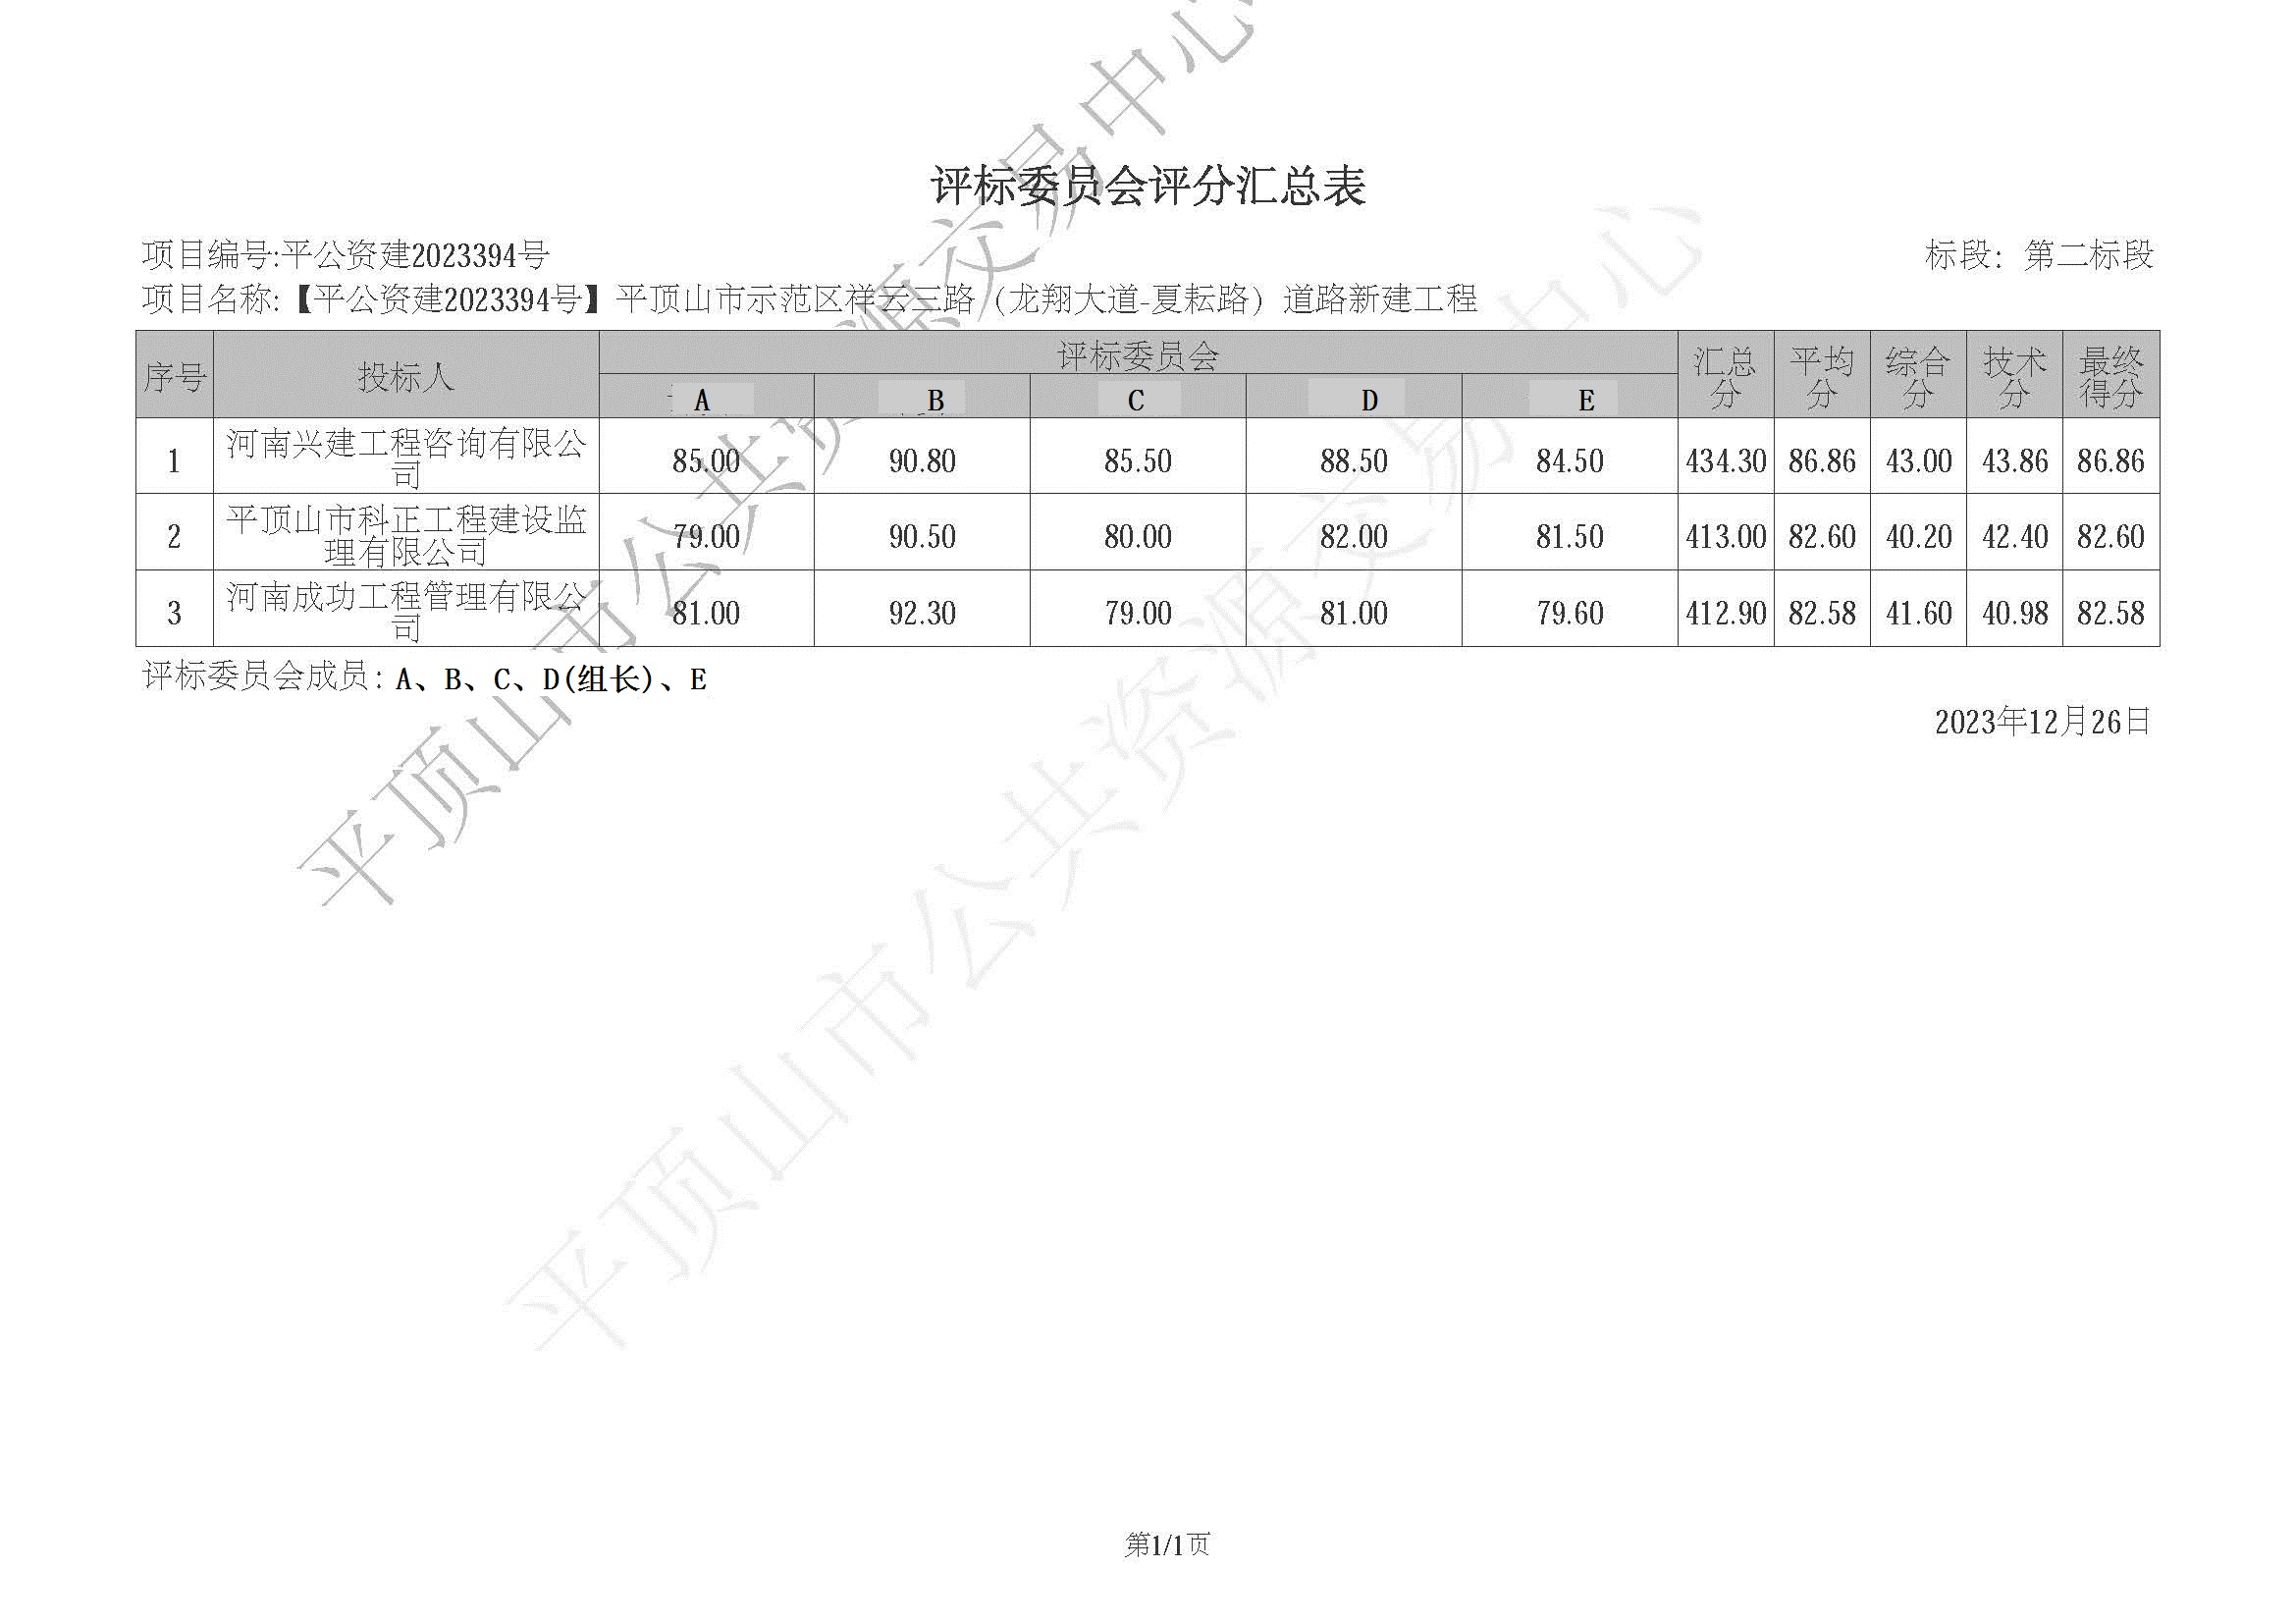 评标委员会评分汇总表
项目编号:平公资建2023394号 标段：第二标段
项目名称:【平公资建2023394号】平顶山市示范区祥云三路（龙翔大道-夏耘路）道路新建工程
序号 投标人 评标委员会 汇总分 平均分 综合分 技术分 最终得分
A B C D E
1 河南兴建工程咨询有限公司 85.00 90.80 85.50 88.50 84.50 434.30 86.86 43.00 43.86 86.86
2 平顶山市科正工程建设监理有限公司 79.00 90.50 80.00 82.00 81.50 413.00 82.60 40.20 42.40 82.60
3 河南成功工程管理有限公司 81.00 92.30 79.00 81.00 79.60 412.90 82.58 41.60 40.98 82.58
评标委员会成员：A、B、C、D(组长)、E
2023年12月26日
平顶山市公共资源交易中心
平顶山市公共资源交易中心
第1/1页